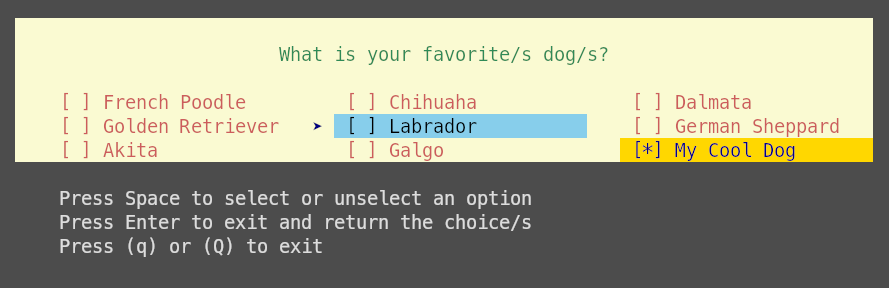 What is your favorite/s dog/s?
[ ] French Poodle [ ] Chihuaha [ ] Dalmata
[ ] Golden Retriever ➤ [ ] Labrador [ ] German Sheppard
[ ] Akita [ ] Galgo [*] My Cool Dog
Press Space to select or unselect an option
Press Enter to exit and return the choice/s
Press (q) or (Q) to exit